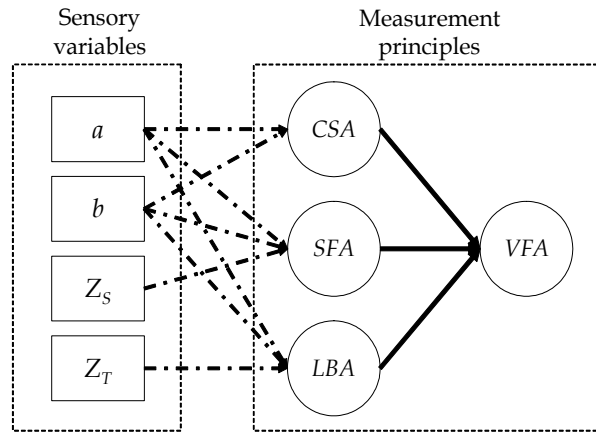 Sensory
variables
Measurement
principles
a
b
Z_S
Z_T
CSA
SFA
LBA
VFA